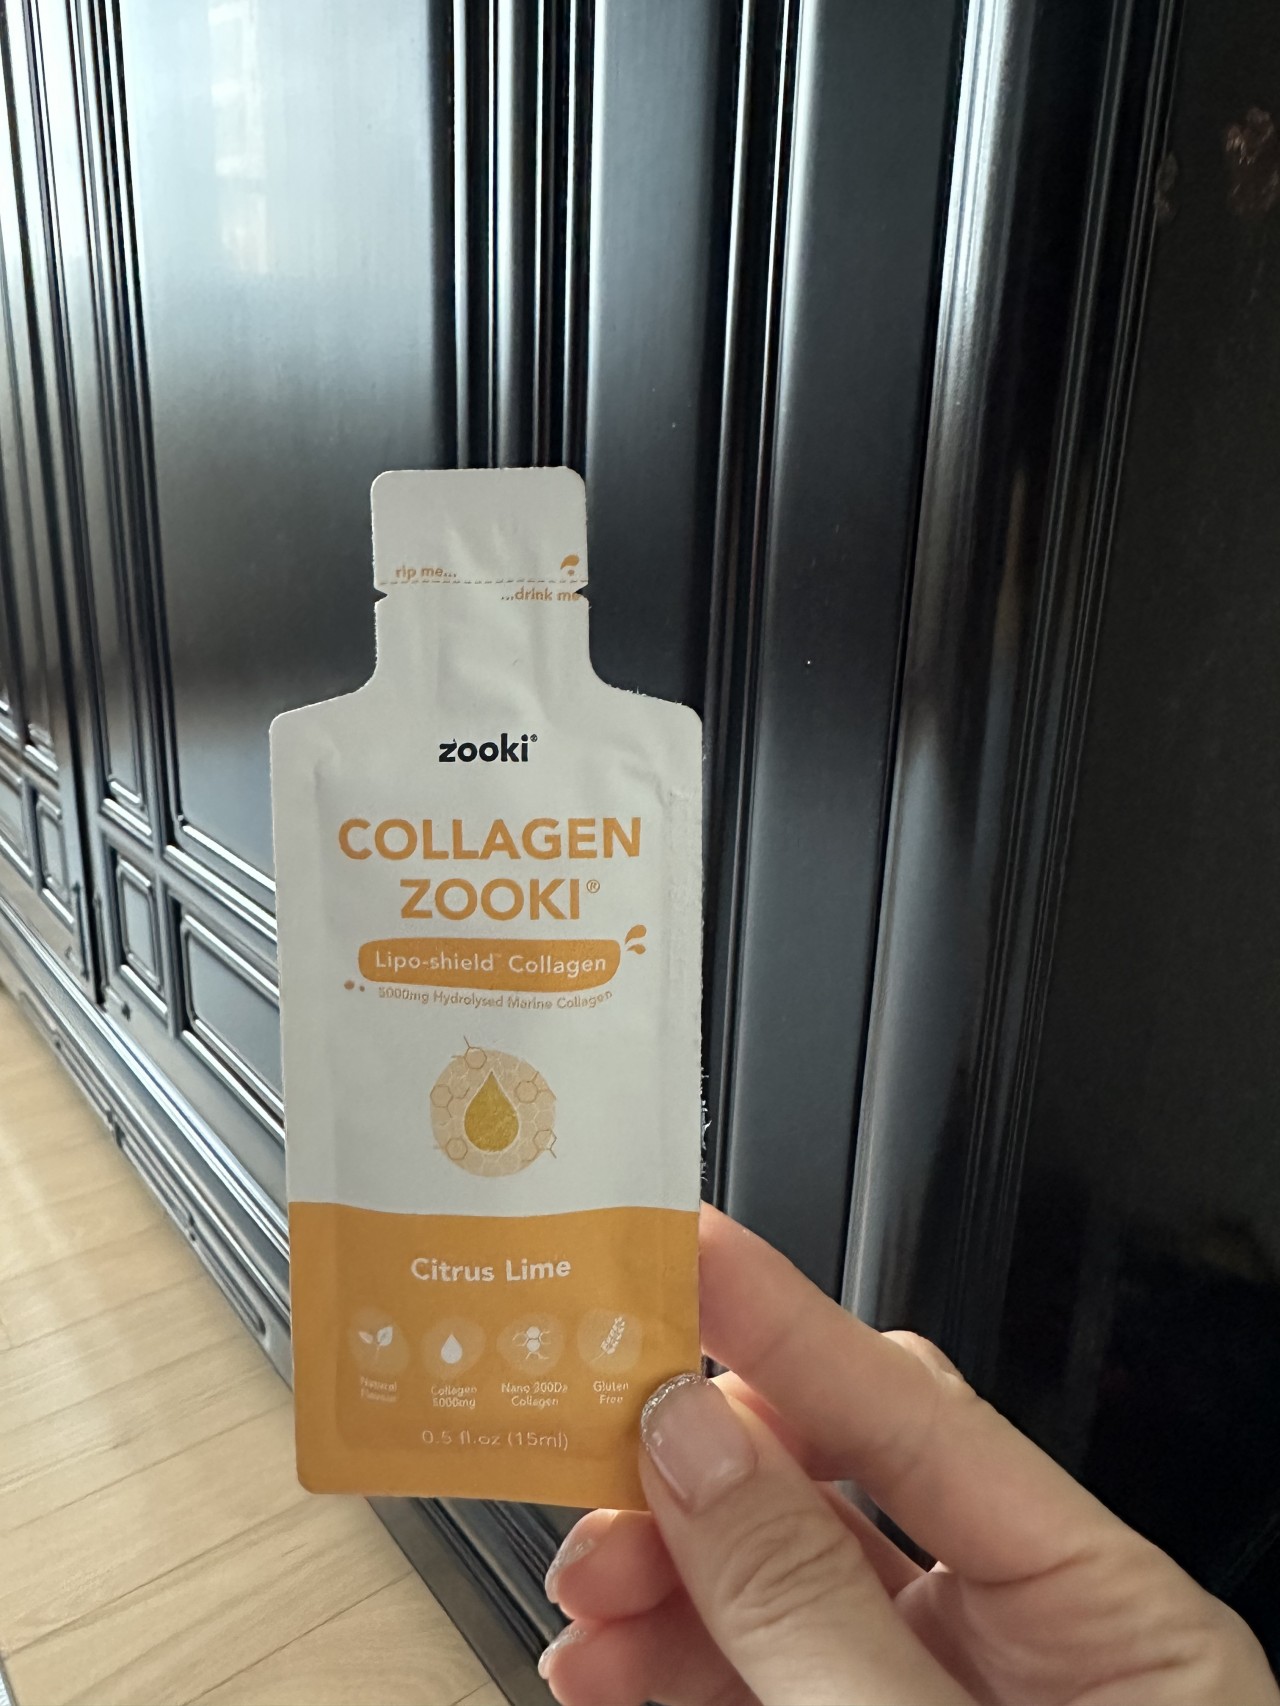 rip me...
...drink me
zooki®
COLLAGEN
ZOOKI®
Lipo-shield™ Collagen
5000mg Hydrolysed Marine Collagen
Citrus Lime
Natural
Flavour
Collagen
5000mg
Nano 300Da
Collagen
Gluten
Free
0.5 fl.oz (15ml)